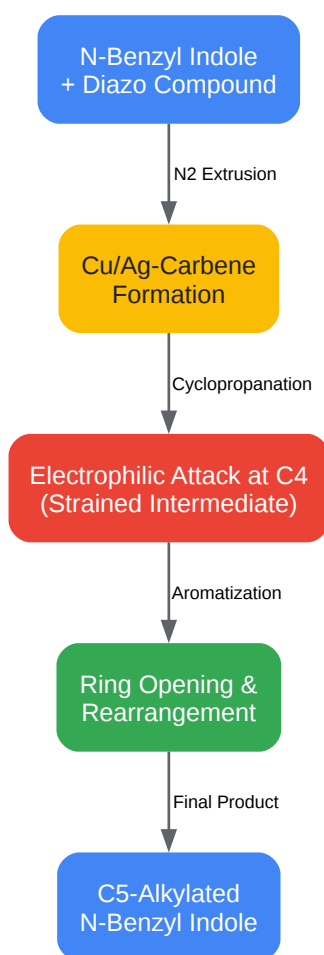 N-Benzyl Indole
+ Diazo Compound
N2 Extrusion
Cu/Ag-Carbene
Formation
Cyclopropanation
Electrophilic Attack at C4
(Strained Intermediate)
Aromatization
Ring Opening &
Rearrangement
Final Product
C5-Alkylated
N-Benzyl Indole